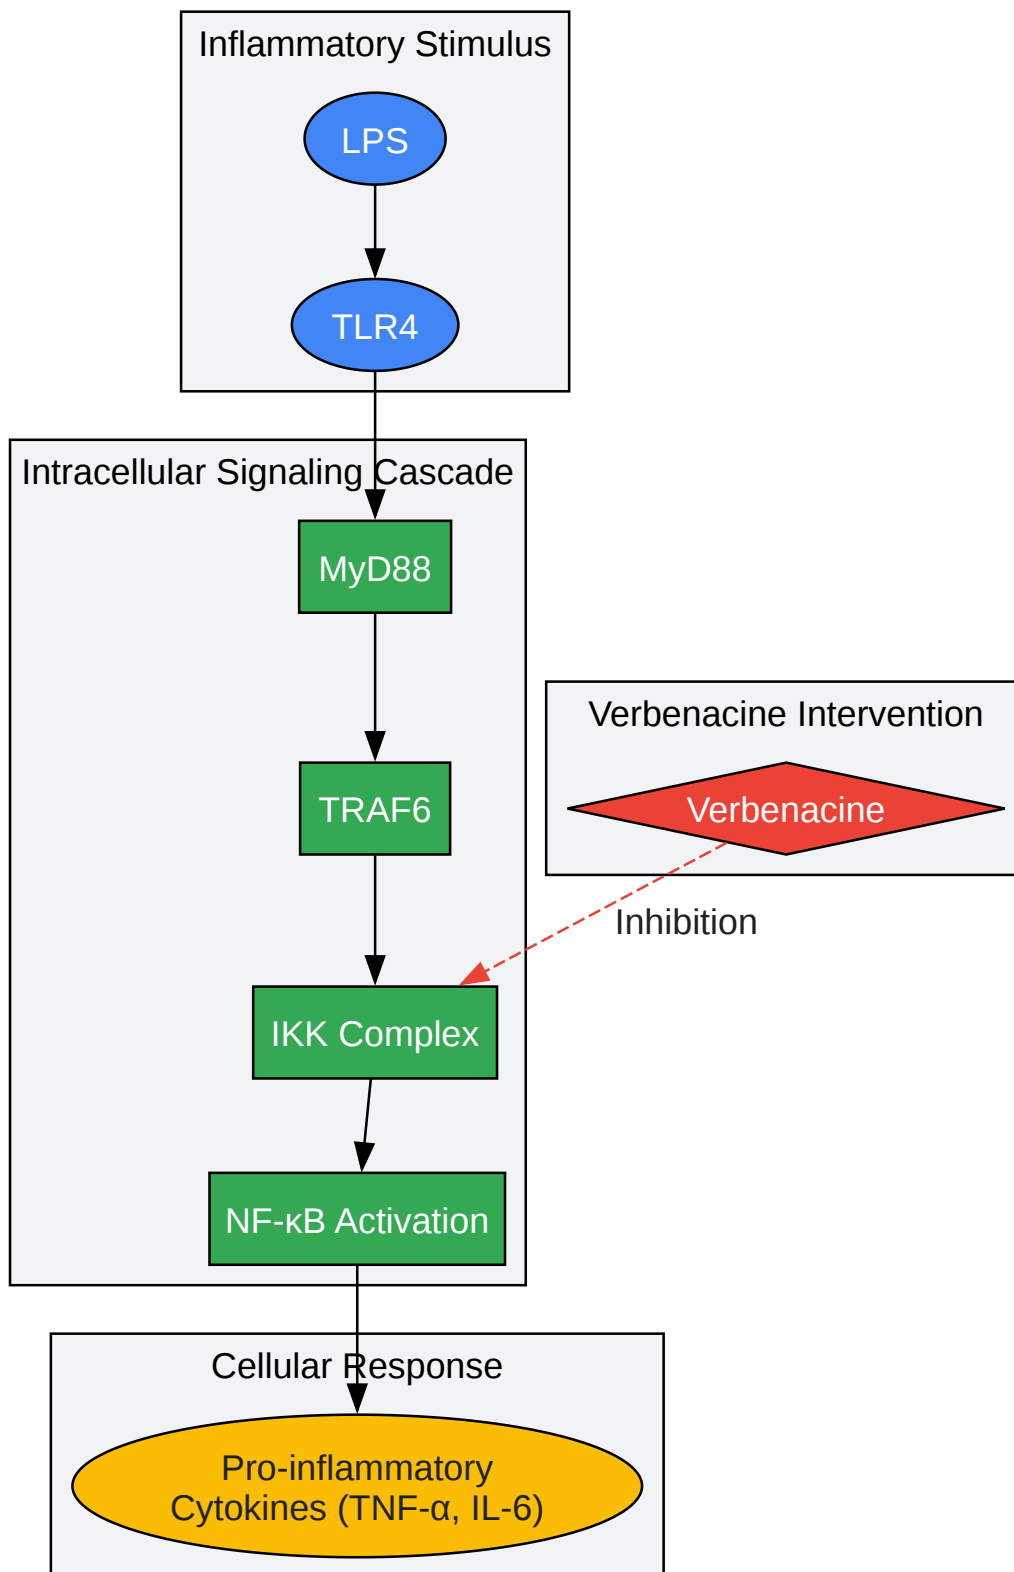 Inflammatory Stimulus
LPS
TLR4
Intracellular Signaling Cascade
MyD88
Verbenacine Intervention
TRAF6
Verbenacine
Inhibition
IKK Complex
NF-κB Activation
Cellular Response
Pro-inflammatory
Cytokines (TNF-α, IL-6)